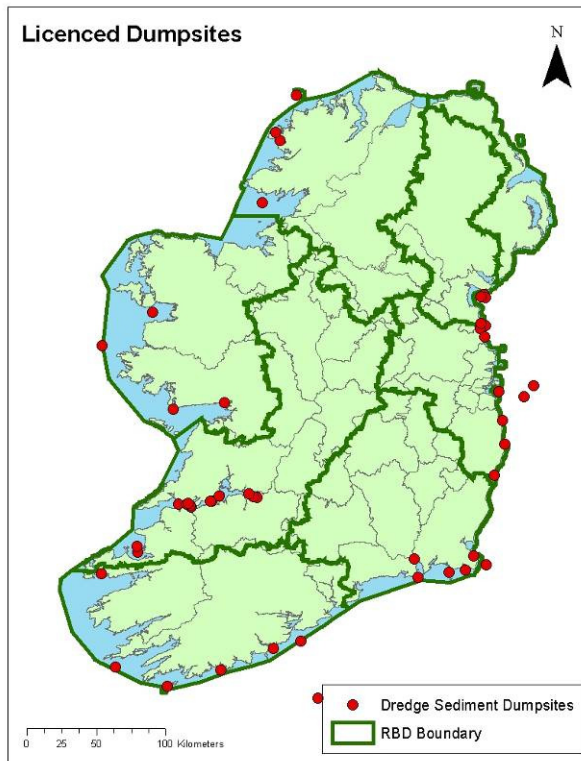 Licenced Dumpsites
N
Dredge Sediment Dumpsites
RBD Boundary
0 25 50 100 Kilometers